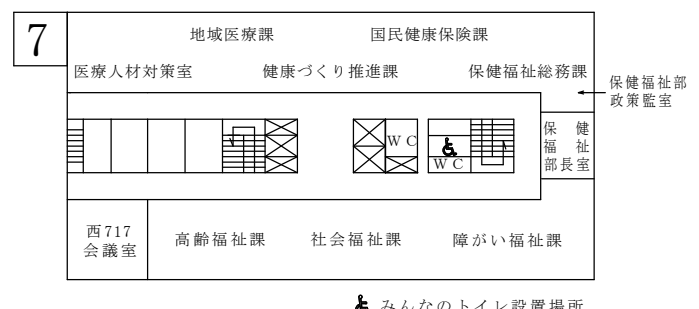 7
地域医療課
国民健康保険課
医療人材対策室
健康づくり推進課
保健福祉総務課
保健福祉部
政策監室
WC
WC
保健
福祉
部長室
西717
会議室
高齢福祉課
社会福祉課
障がい福祉課
みんなのトイレ設置場所